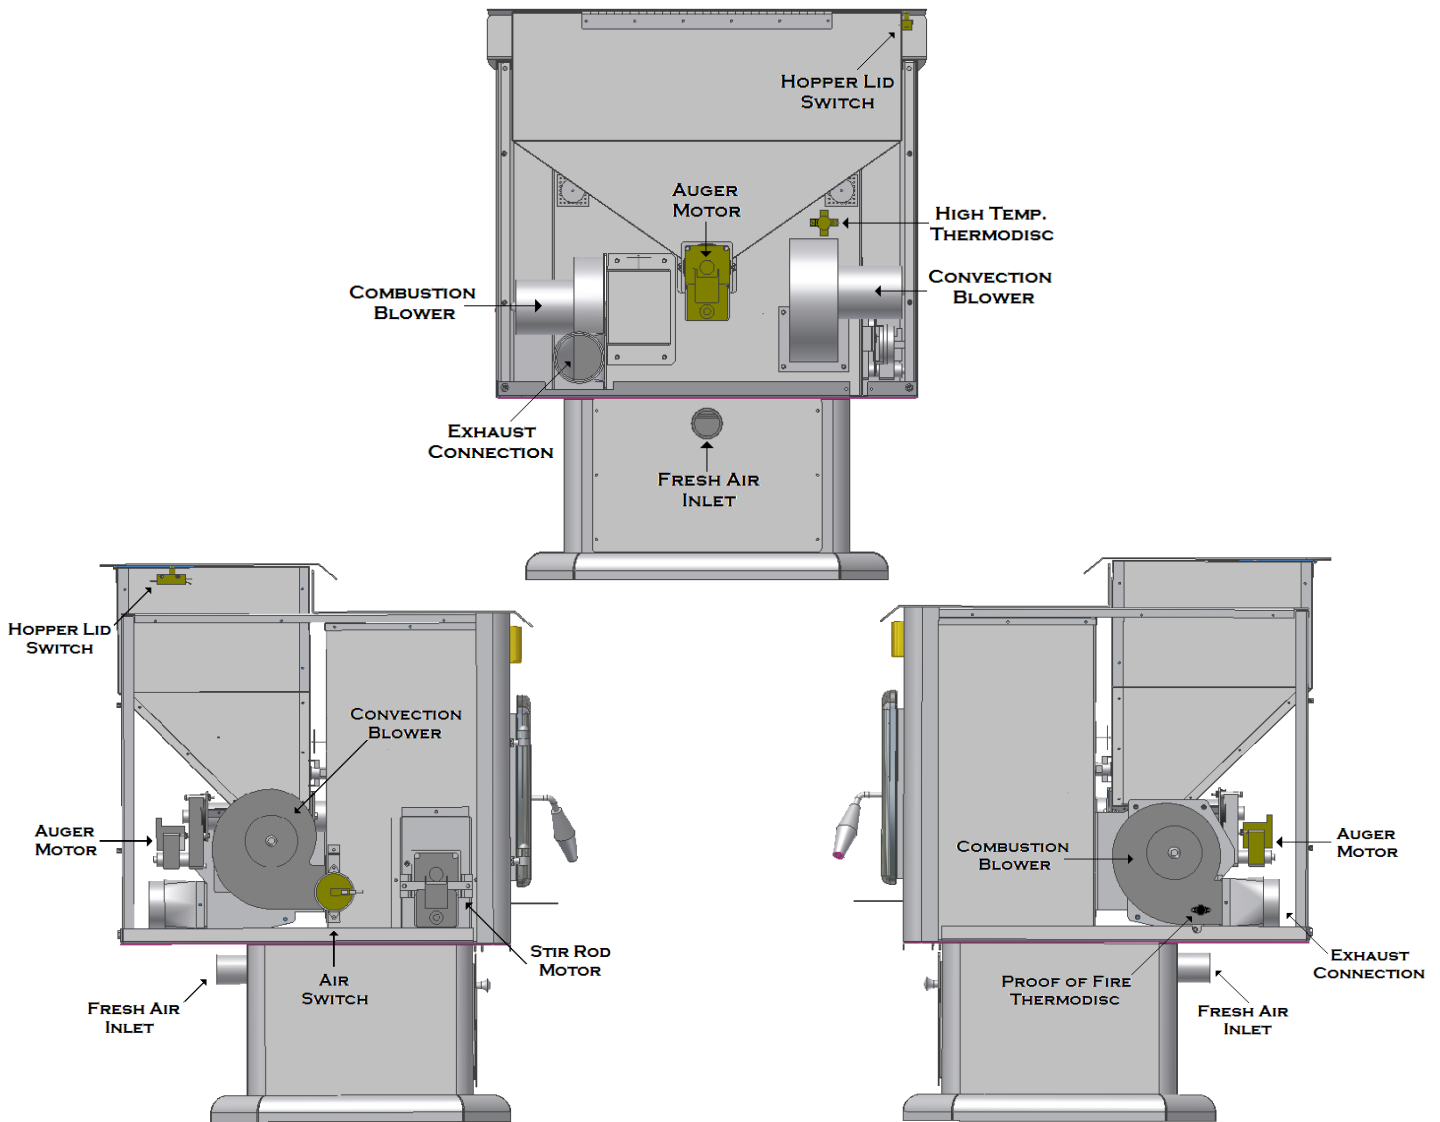 Hopper Lid
Switch
Auger
Motor
High Temp.
Thermodisc
Convection
Blower
Combustion
Blower
Exhaust
Connection
Fresh Air
Inlet
Hopper Lid
Switch
Convection
Blower
Auger
Motor
Stir Rod
Motor
Air
Switch
Fresh Air
Inlet
Combustion
Blower
Auger
Motor
Exhaust
Connection
Proof of Fire
Thermodisc
Fresh Air
Inlet